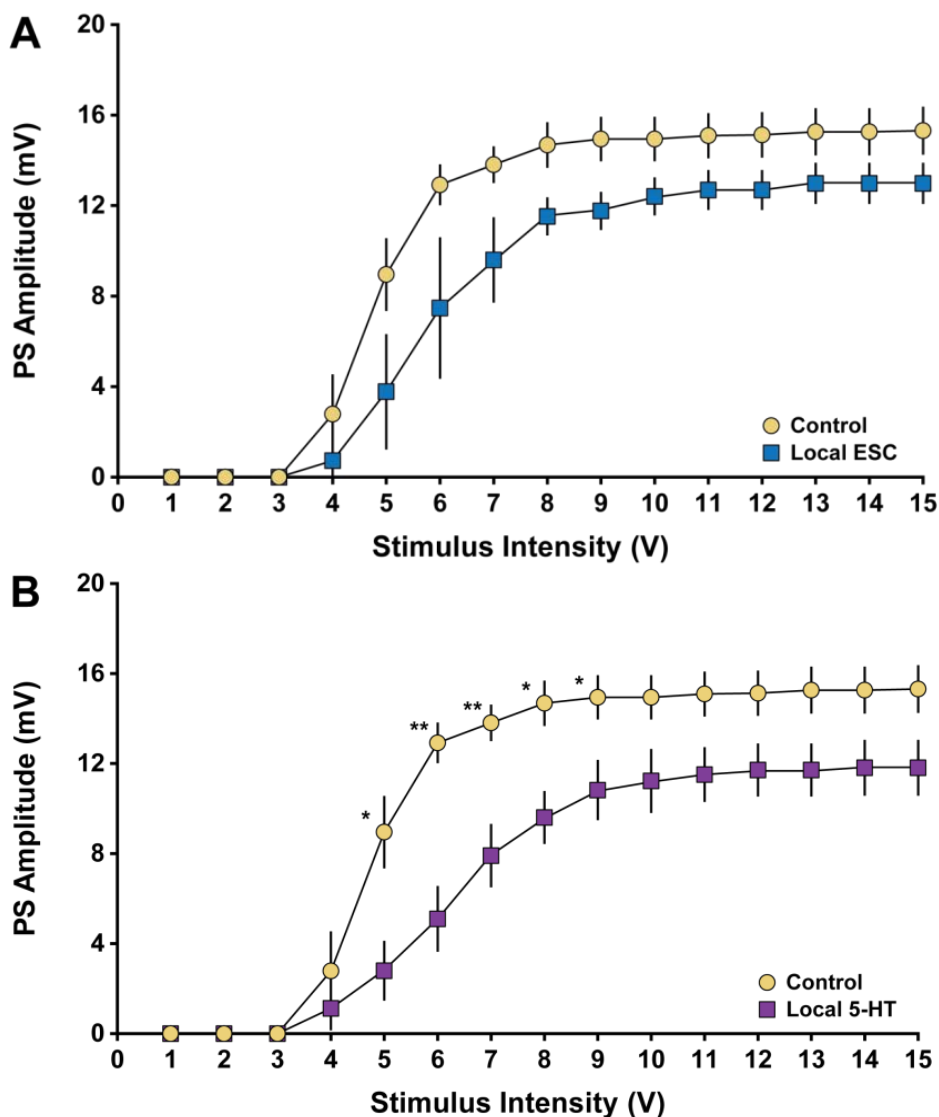 A
PS Amplitude (mV)
20
16
12
8
4
0
0 1 2 3 4 5 6 7 8 9 10 11 12 13 14 15
Stimulus Intensity (V)
Control
Local ESC
B
PS Amplitude (mV)
20
16
12
8
4
0
* ** ** * *
0 1 2 3 4 5 6 7 8 9 10 11 12 13 14 15
Stimulus Intensity (V)
Control
Local 5-HT